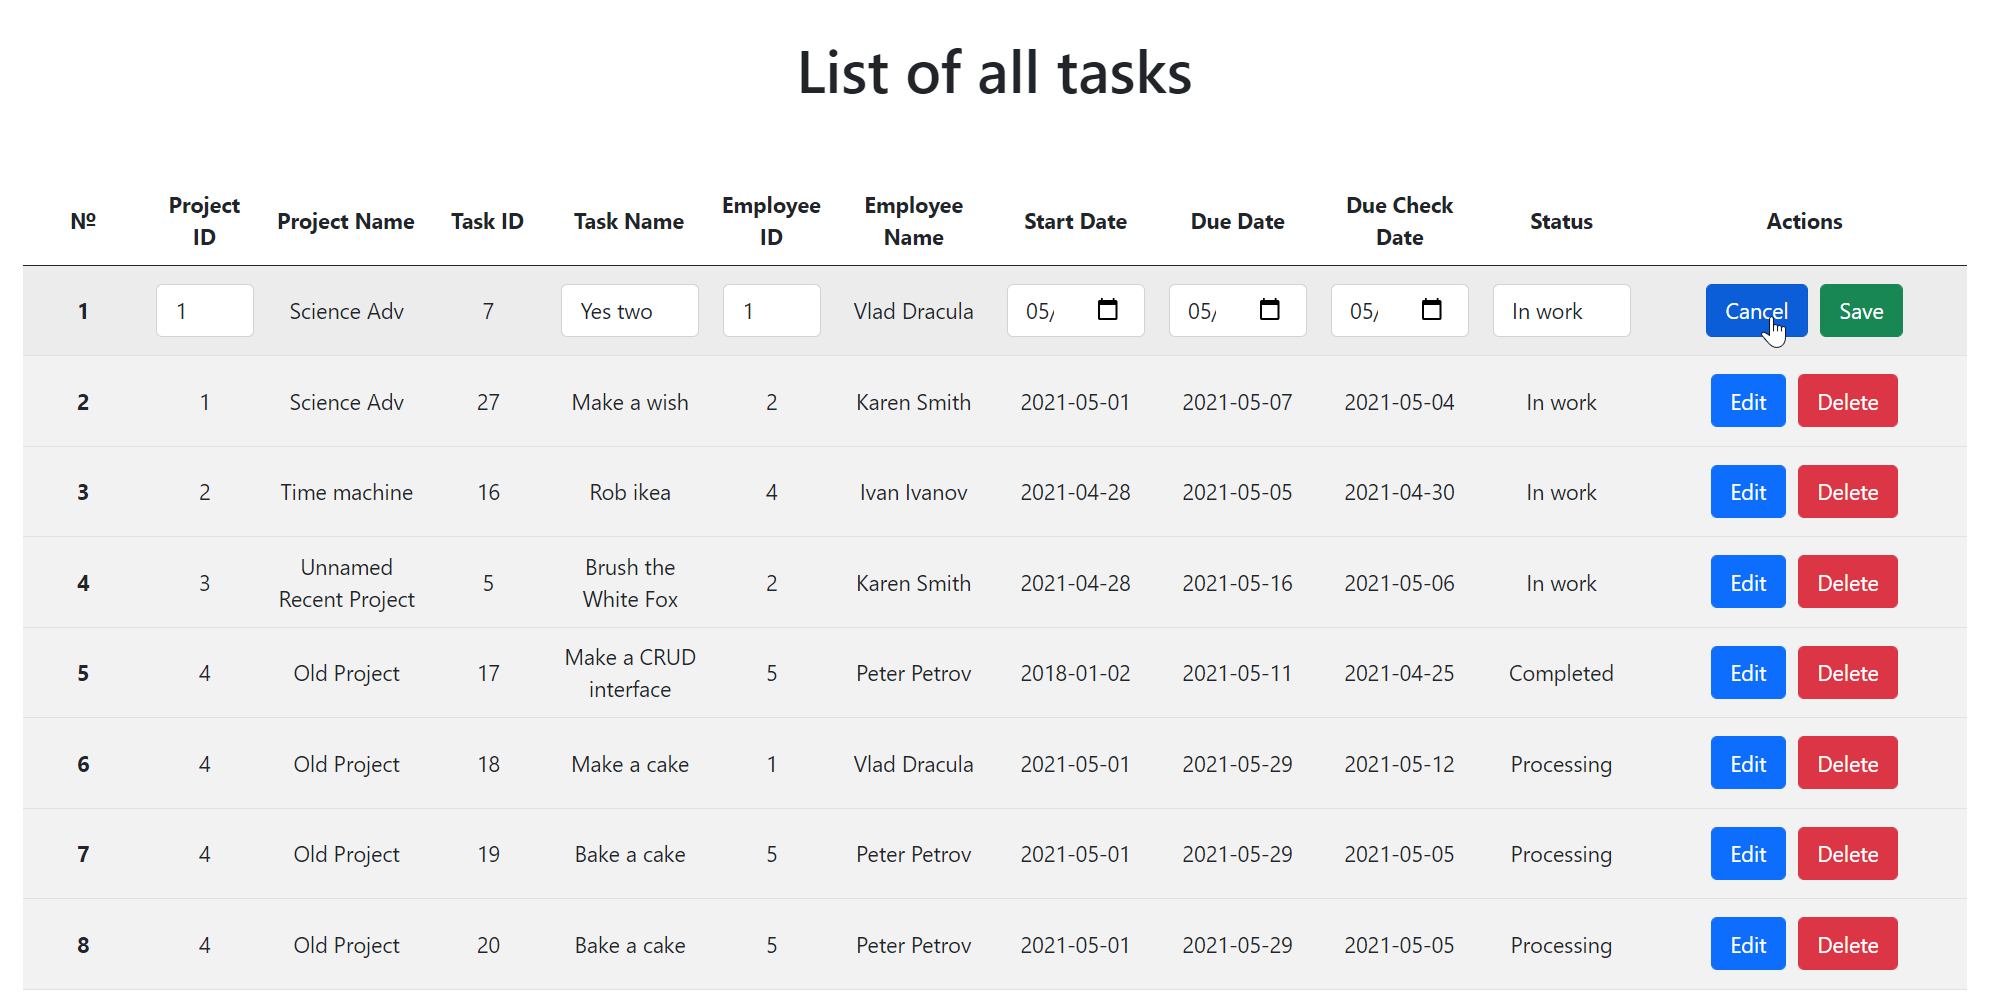 List of all tasks
Nº Project ID Project Name Task ID Task Name Employee ID Employee Name Start Date Due Date Due Check Date Status Actions
1 1 Science Adv 7 Yes two 1 Vlad Dracula 05/ 05/ 05/ In work Cancel Save
2 1 Science Adv 27 Make a wish 2 Karen Smith 2021-05-01 2021-05-07 2021-05-04 In work Edit Delete
3 2 Time machine 16 Rob ikea 4 Ivan Ivanov 2021-04-28 2021-05-05 2021-04-30 In work Edit Delete
4 3 Unnamed Recent Project 5 Brush the White Fox 2 Karen Smith 2021-04-28 2021-05-16 2021-05-06 In work Edit Delete
5 4 Old Project 17 Make a CRUD interface 5 Peter Petrov 2018-01-02 2021-05-11 2021-04-25 Completed Edit Delete
6 4 Old Project 18 Make a cake 1 Vlad Dracula 2021-05-01 2021-05-29 2021-05-12 Processing Edit Delete
7 4 Old Project 19 Bake a cake 5 Peter Petrov 2021-05-01 2021-05-29 2021-05-05 Processing Edit Delete
8 4 Old Project 20 Bake a cake 5 Peter Petrov 2021-05-01 2021-05-29 2021-05-05 Processing Edit Delete